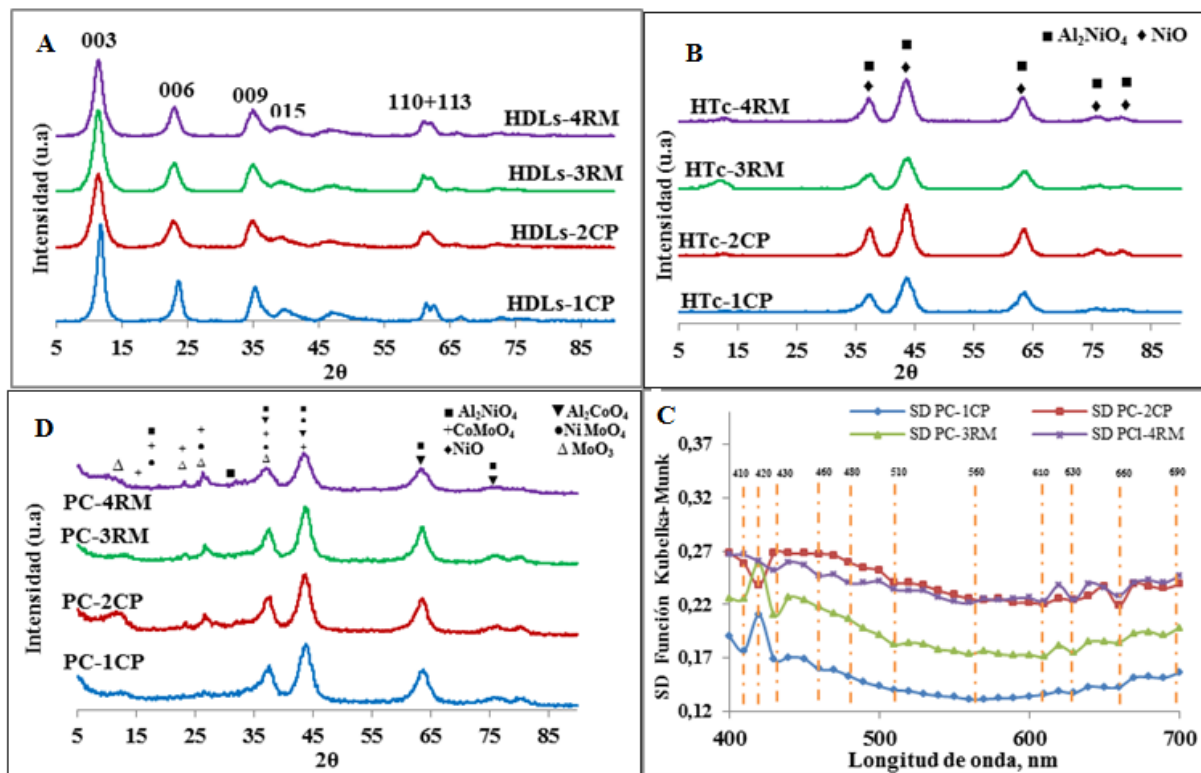 A
003
006
009
015
110+113
HDLs-4RM
HDLs-3RM
HDLs-2CP
HDLs-1CP
Intensidad (u.a)
5 15 25 35 45 55 65 75 85
2θ
B
■ Al₂NiO₄ ♦ NiO
HTc-4RM
HTc-3RM
HTc-2CP
HTc-1CP
Intensidad (u.a)
5 15 25 35 45 55 65 75 85
2θ
D
■ Al₂NiO₄ ▼ Al₂CoO₄
+CoMoO₄ ● Ni MoO₄
♦NiO Δ MoO₃
PC-4RM
PC-3RM
PC-2CP
PC-1CP
Intensidad (u.a)
5 15 25 35 45 55 65 75 85
2θ
C
SD PC-1CP SD PC-2CP
SD PC-3RM SD PCl-4RM
0,37
0,32
0,27
0,22
0,17
0,12
410 420 430 460 480 510 560 610 630 660 690
SD Función Kubelka-Munk
400 500 600 700
Longitud de onda, nm